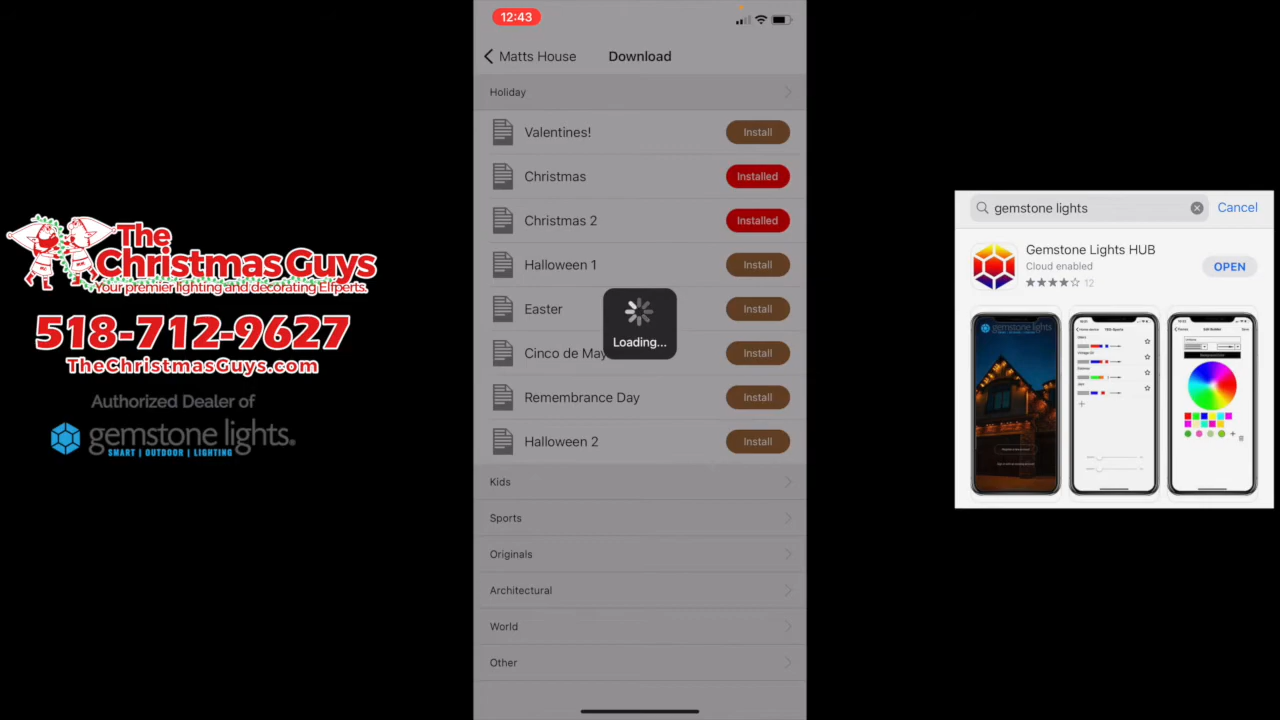 The
Christmas Guys
Your premier lighting and decorating Elfperts.
518-712-9627
TheChristmasGuys.com
Authorized Dealer of
gemstone lights.
SMART | OUTDOOR | LIGHTING
12:43
Matts House
Download
Holiday
Valentines!
Install
Christmas
Installed
Christmas 2
Installed
Halloween 1
Install
Easter
Install
Cinco de May
Install
Remembrance Day
Install
Halloween 2
Install
Loading...
Kids
Sports
Originals
Architectural
World
Other
gemstone lights
Cancel
Gemstone Lights HUB
Cloud enabled
12
OPEN
gemstone lights